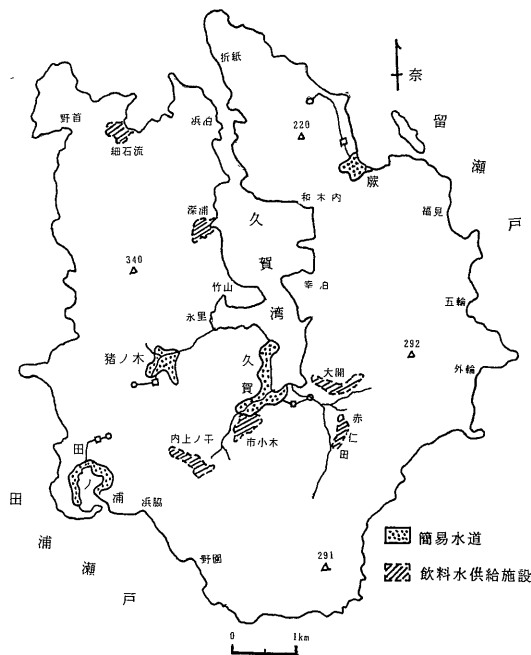 折紙
奈
留
瀬
戸
野首
浜泊
220
細石流
蕨
和木内
福見
深浦
久
賀
湾
340
竹山
幸泊
五輪
永里
292
猪ノ木
久
賀
大開
外輪
赤
仁
田
田
ノ
浦
内上ノ干
市小木
浜脇
田
浦
瀬
戸
野園
291
簡易水道
飲料水供給施設
0 1km